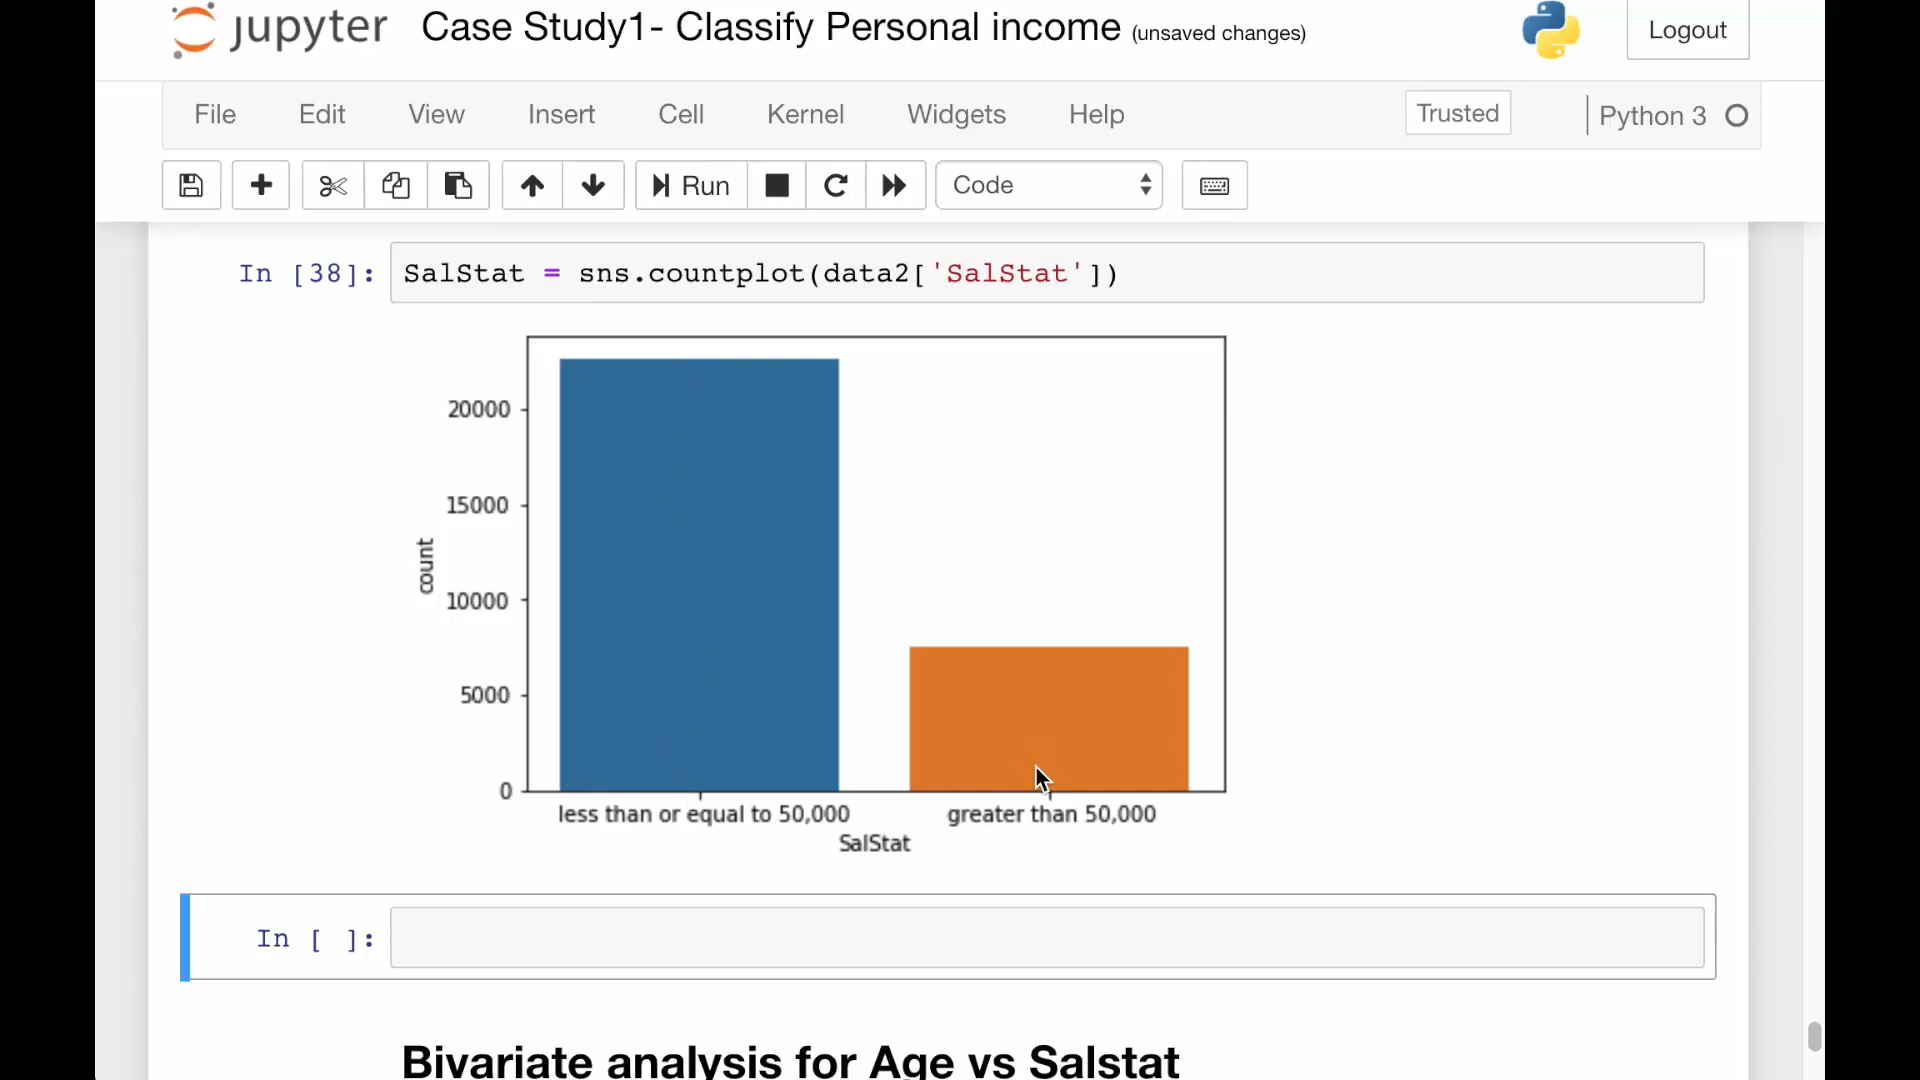 jupyter Case Study1- Classify Personal income (unsaved changes) Logout
File Edit View Insert Cell Kernel Widgets Help Trusted Python 3
Run Code
In [38]: SalStat = sns.countplot(data2['SalStat'])
20000
15000
10000
5000
0
count
less than or equal to 50,000 greater than 50,000
SalStat
In [ ]:
Bivariate analysis for Age vs Salstat